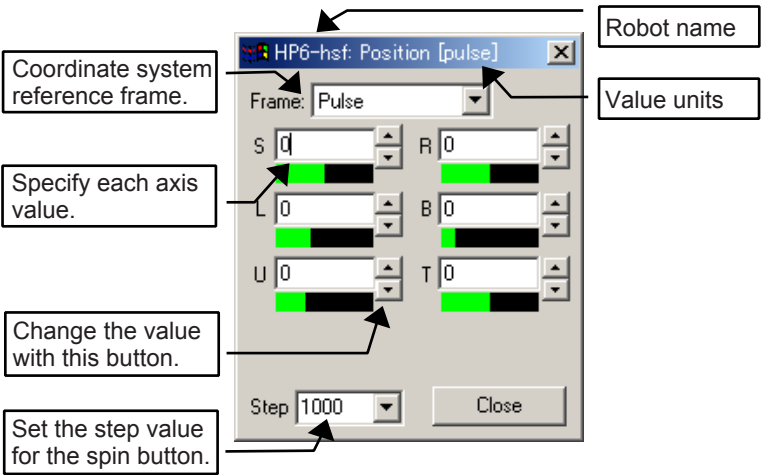 Robot name
HP6-hsf: Position [pulse]
Coordinate system
reference frame.
Value units
Frame: Pulse
S 0 R 0
Specify each axis
value.
L 0 B 0
U 0 T 0
Change the value
with this button.
Step 1000 Close
Set the step value
for the spin button.